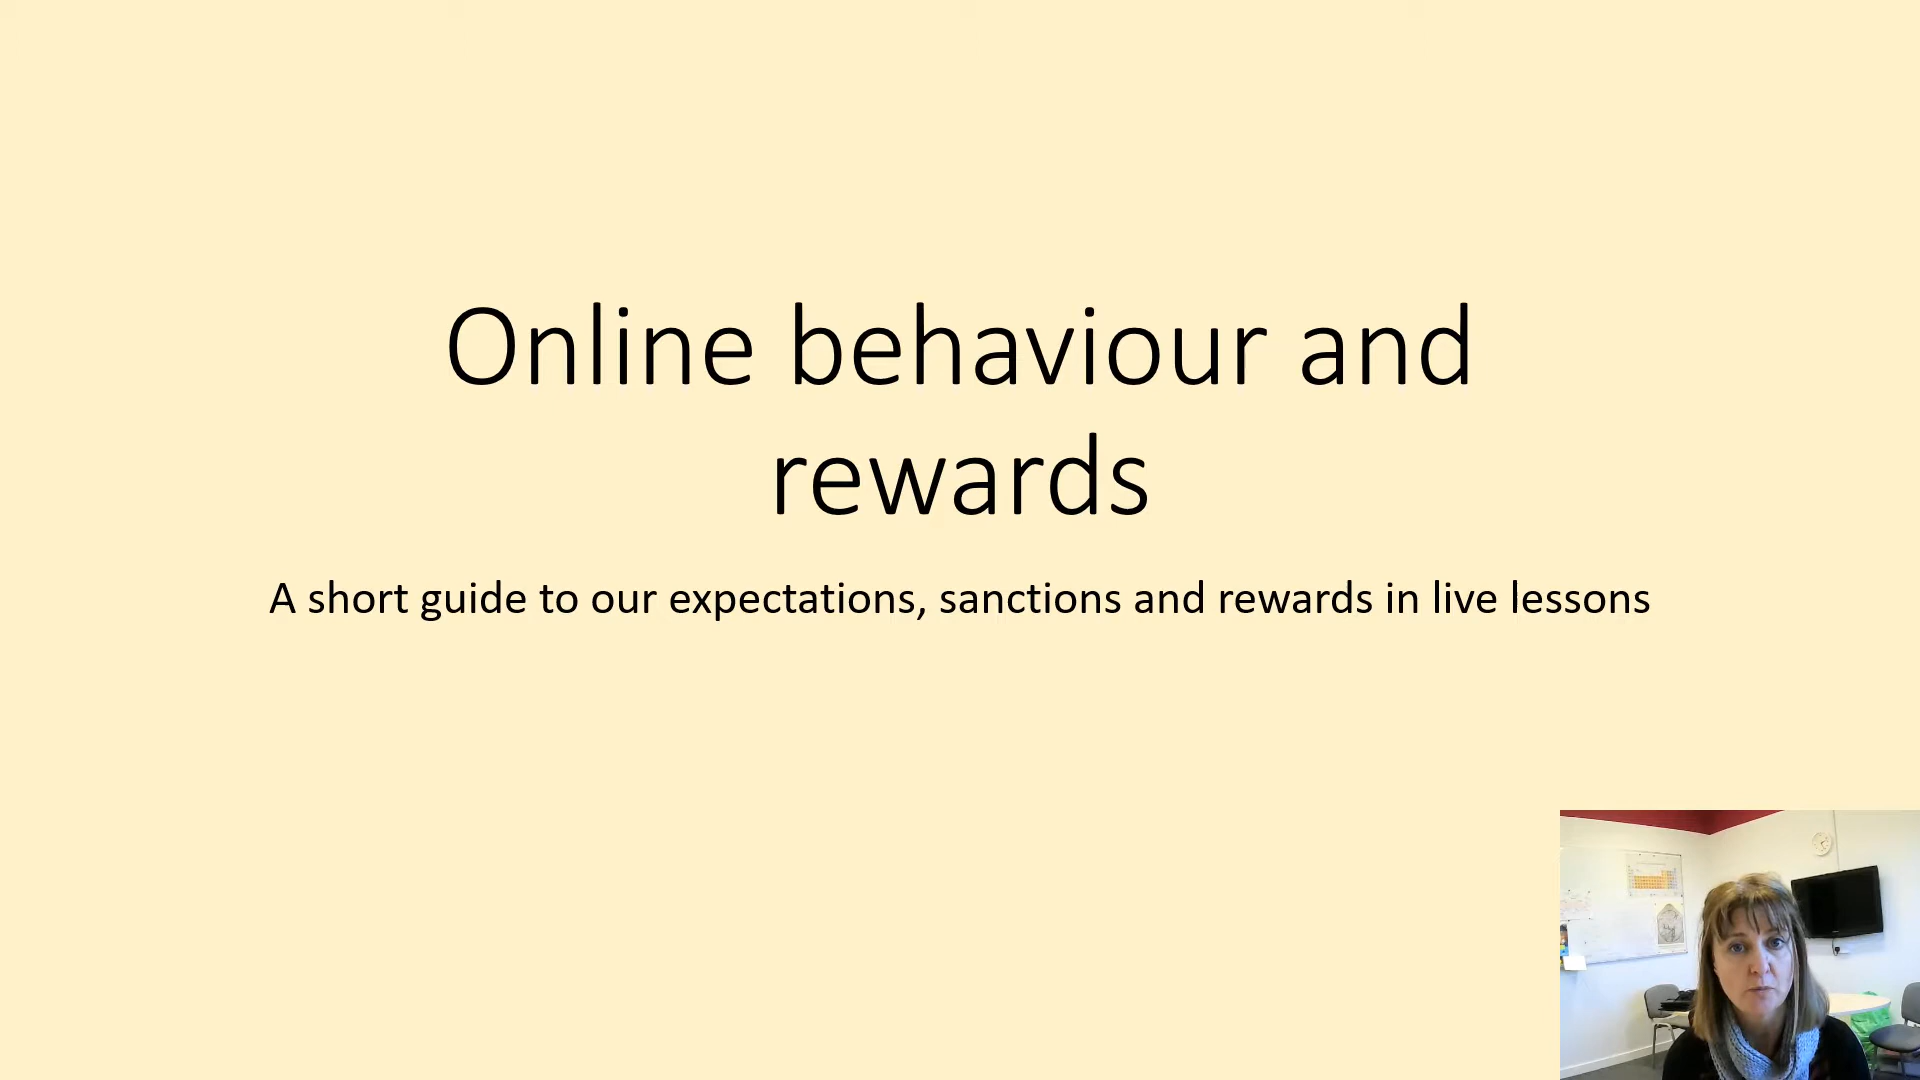 Online behaviour and
rewards
A short guide to our expectations, sanctions and rewards in live lessons